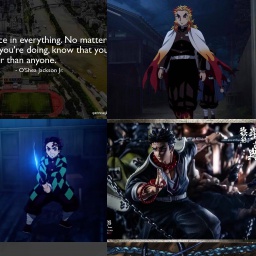 ce in everything. No matter
you're doing, know that you
r than anyone.
- O'Shea Jackson Jr.